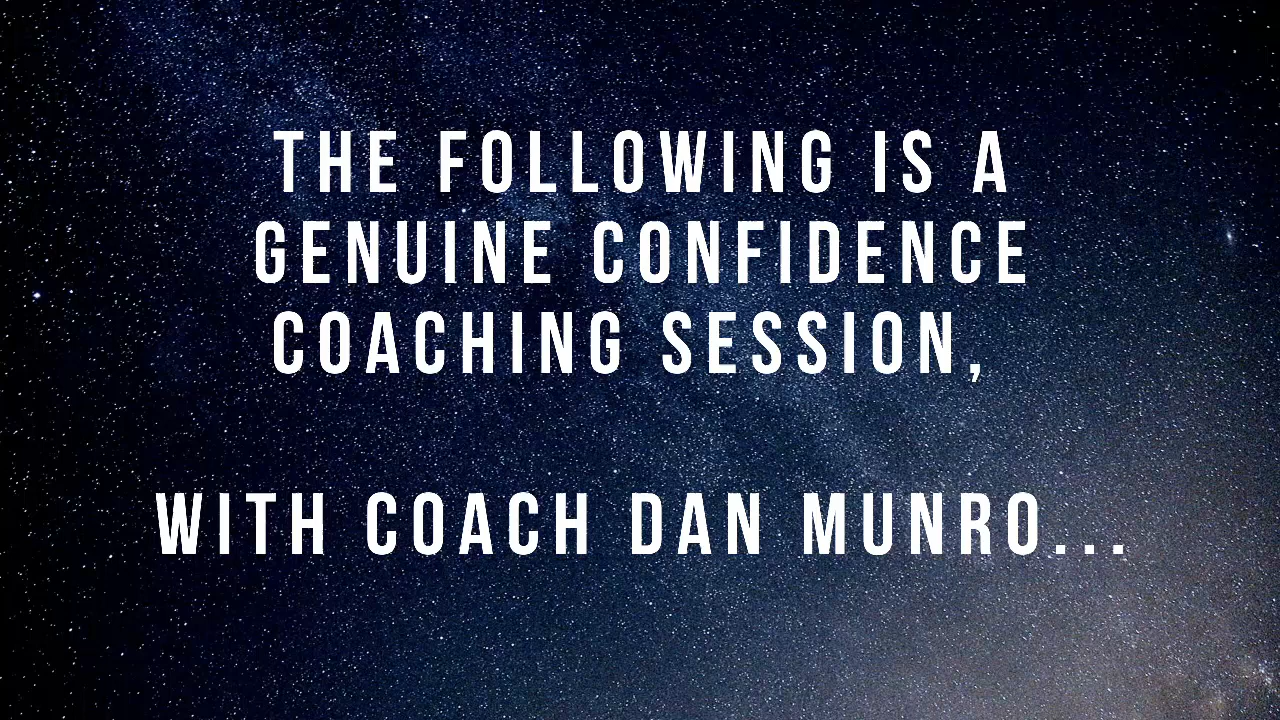 THE FOLLOWING IS A
GENUINE CONFIDENCE
COACHING SESSION,
WITH COACH DAN MUNRO...